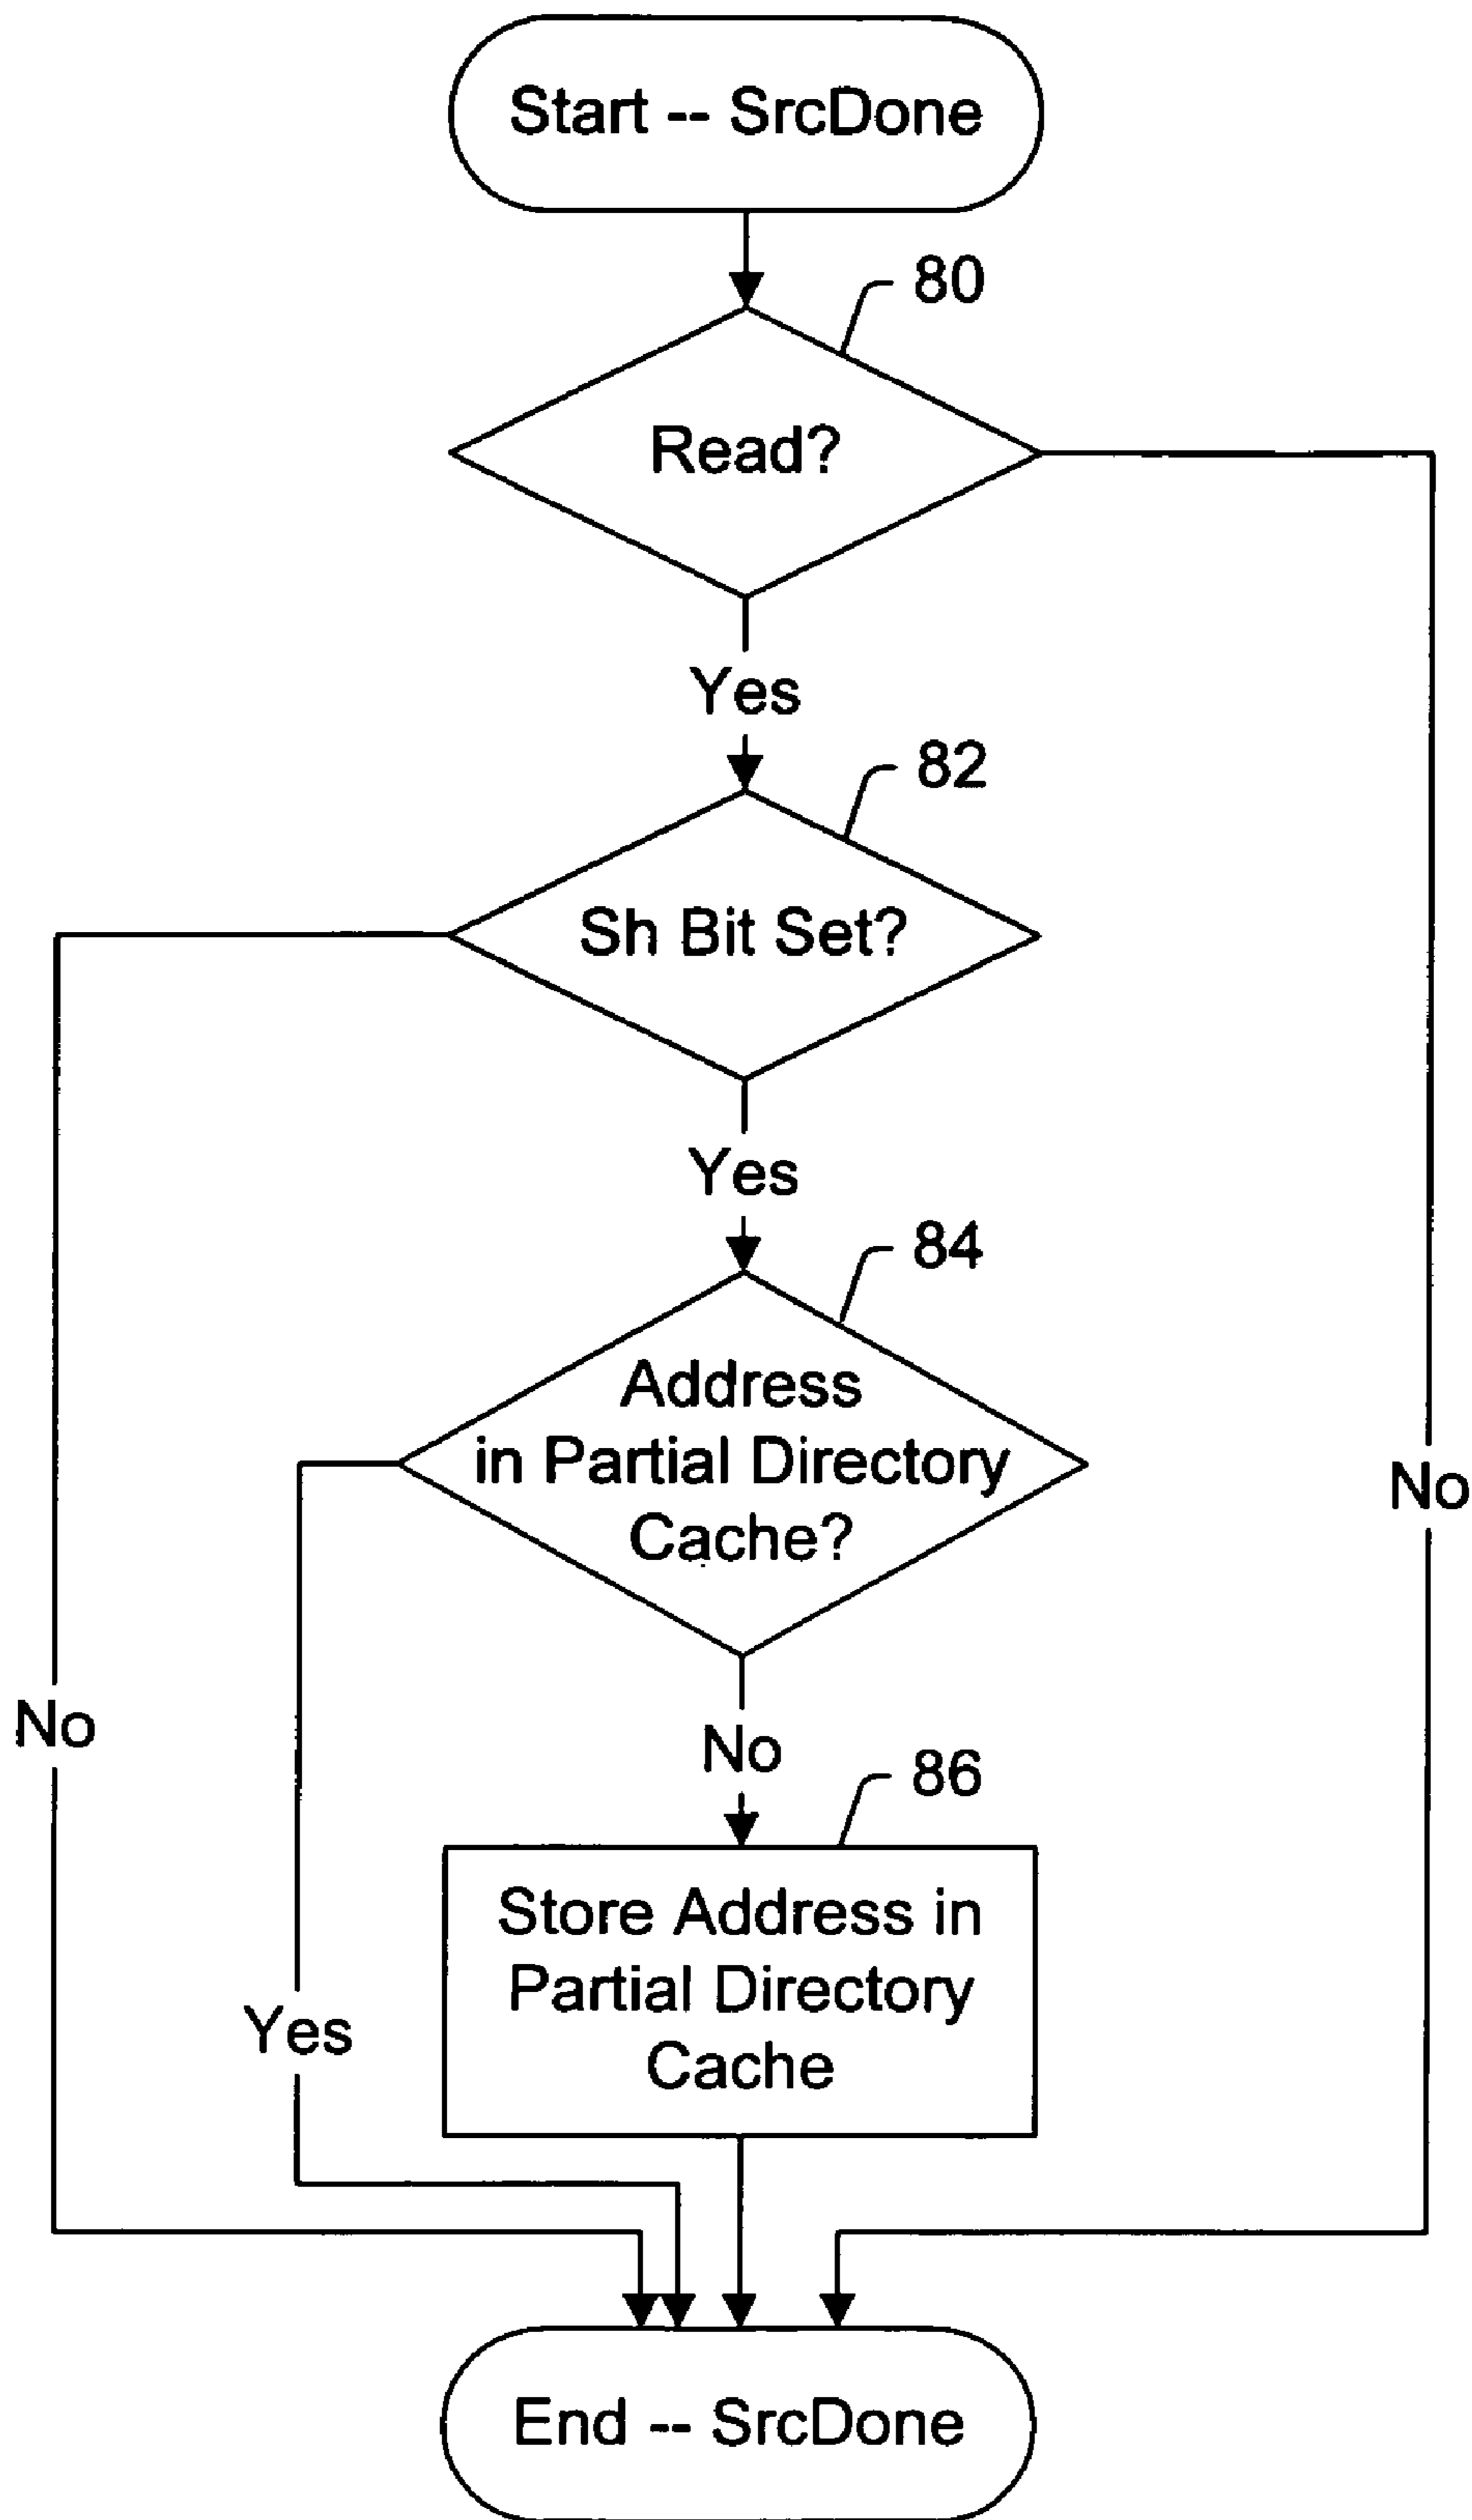 Start -- SrcDone
80
Read?
Yes
82
Sh Bit Set?
Yes
84
Address
in Partial Directory
Cache?
No
No
No
86
Store Address in
Partial Directory
Cache
Yes
End -- SrcDone